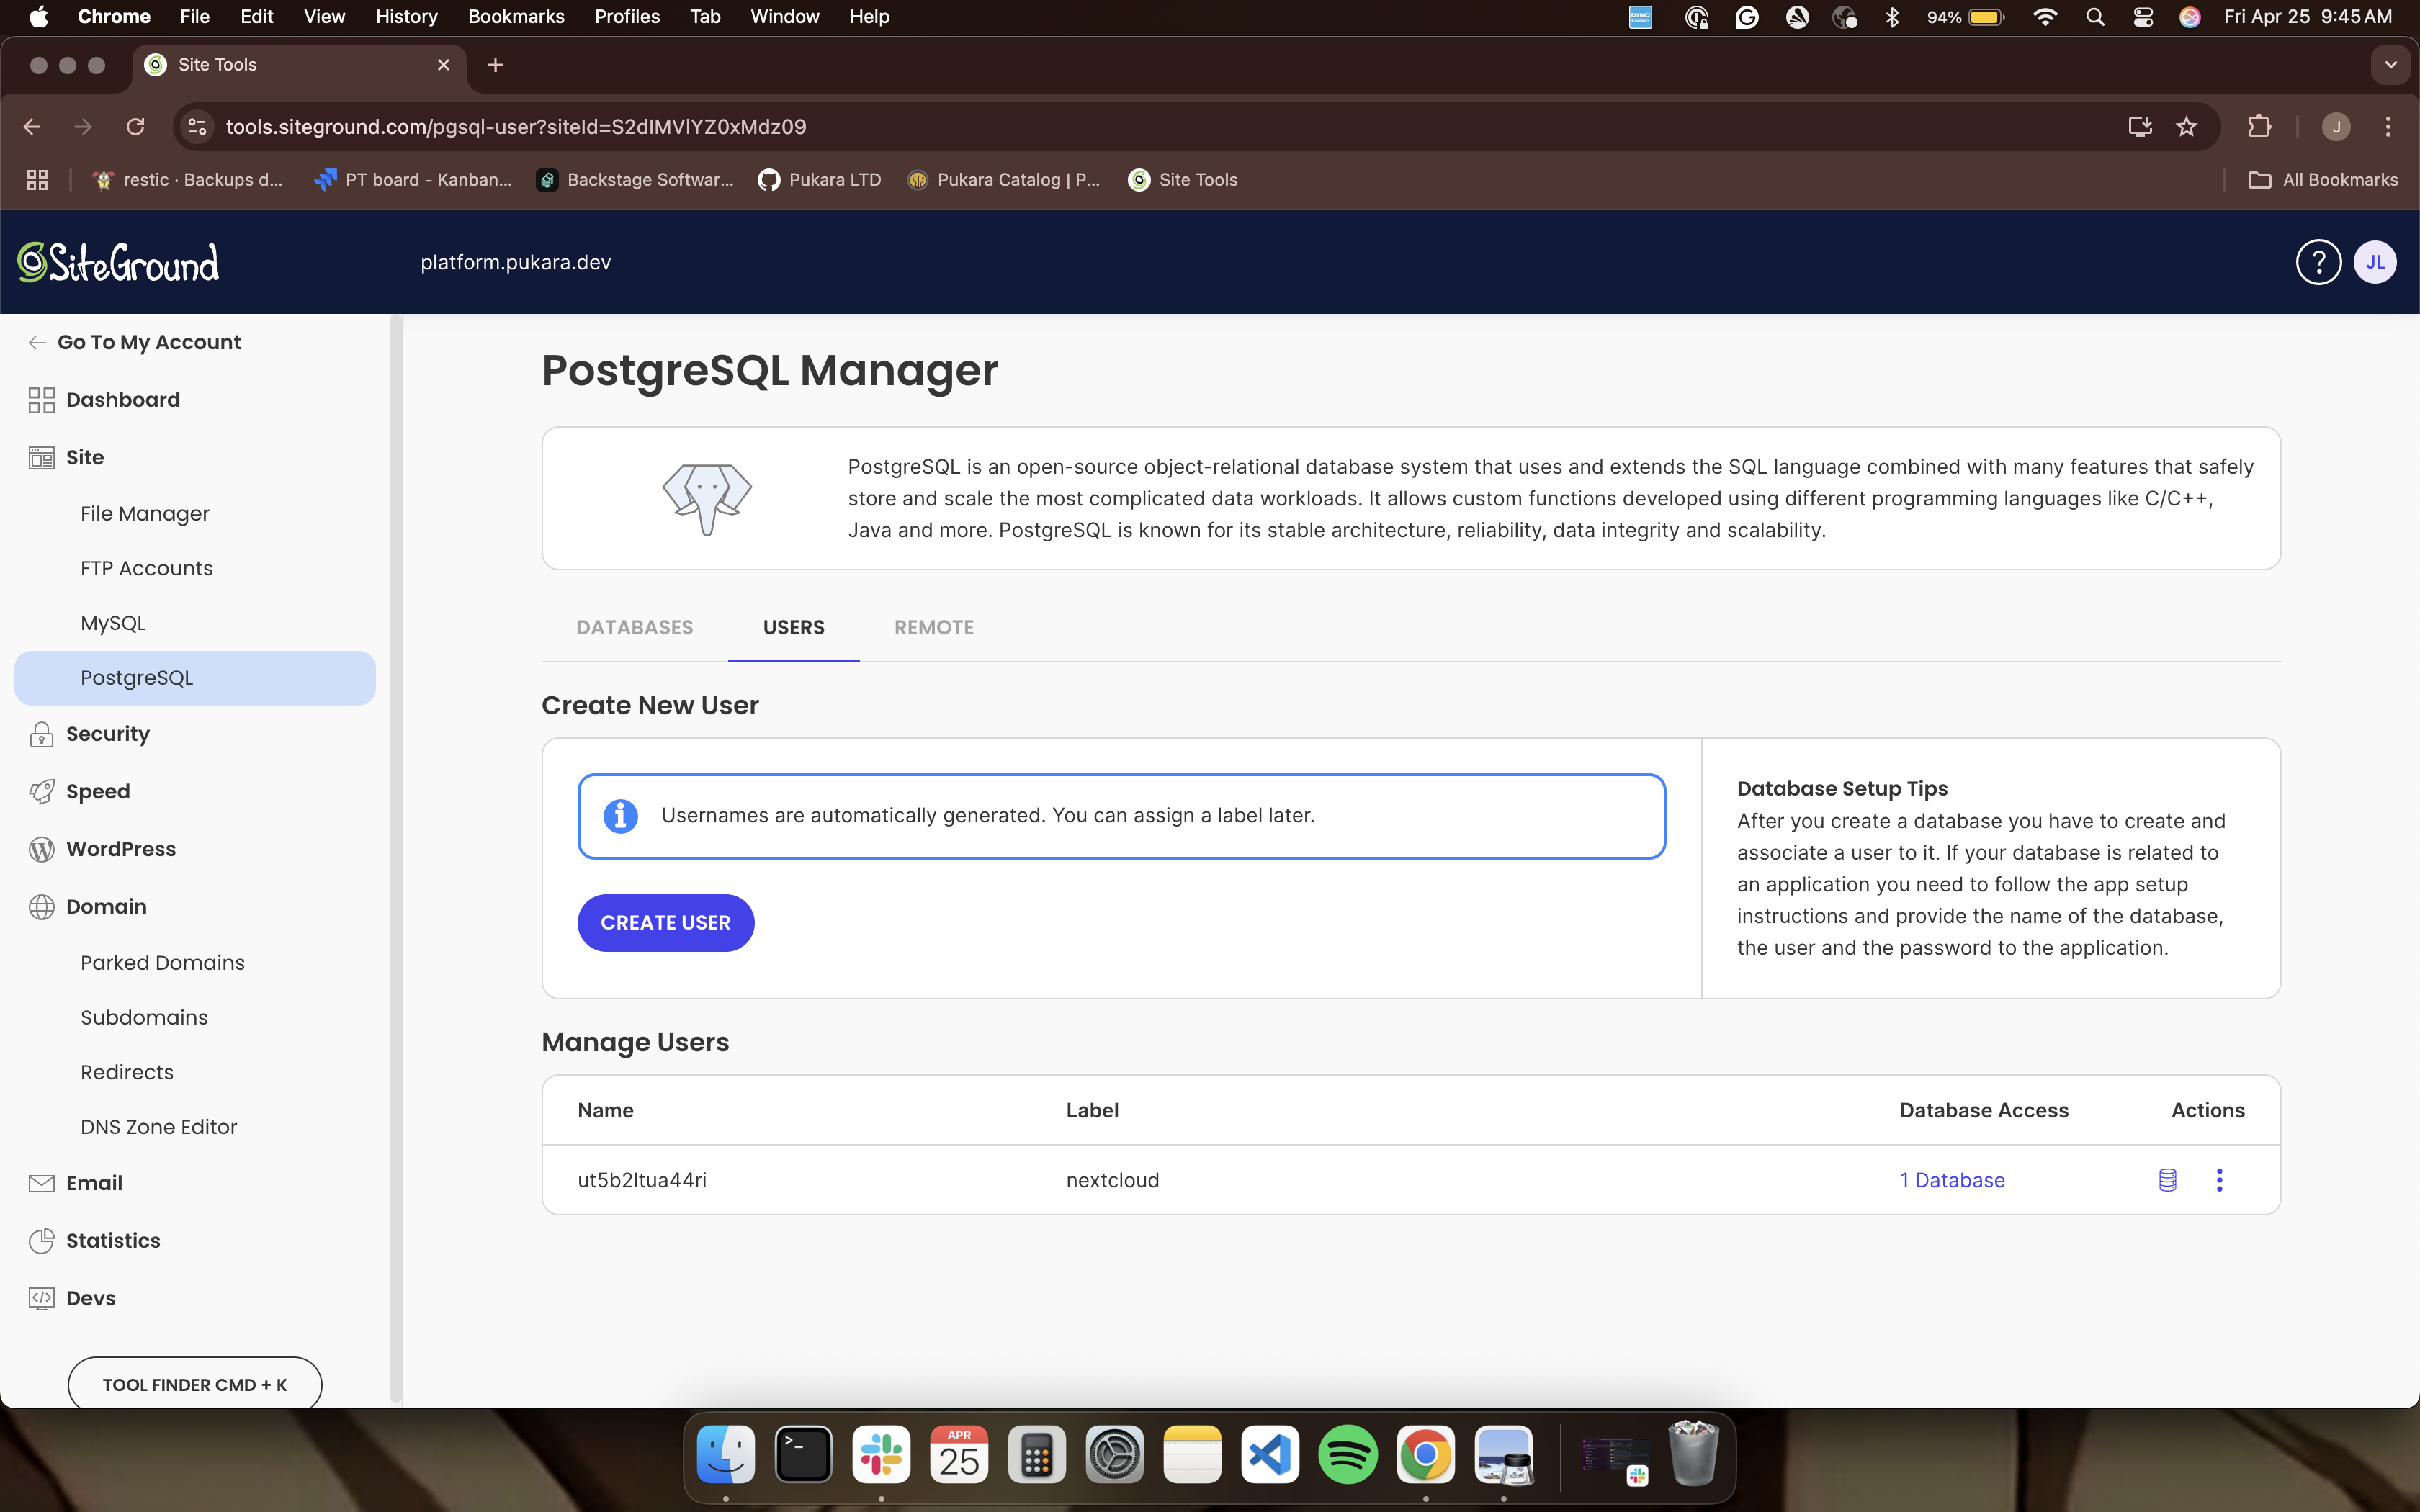 Chrome File Edit View History Bookmarks Profiles Tab Window Help
DYMO
94%
Fri Apr 25 9:45 AM
Site Tools
tools.siteground.com/pgsql-user?siteId=S2dIMVlYZ0xMdz09
J
restic · Backups d...
PT board - Kanban...
Backstage Softwar...
Pukara LTD
Pukara Catalog | P...
Site Tools
All Bookmarks
SiteGround
platform.pukara.dev
?
JL
Go To My Account
Dashboard
Site
File Manager
FTP Accounts
MySQL
PostgreSQL
Security
Speed
WordPress
Domain
Parked Domains
Subdomains
Redirects
DNS Zone Editor
Email
Statistics
Devs
TOOL FINDER CMD + K
PostgreSQL Manager
PostgreSQL is an open-source object-relational database system that uses and extends the SQL language combined with many features that safely
store and scale the most complicated data workloads. It allows custom functions developed using different programming languages like C/C++,
Java and more. PostgreSQL is known for its stable architecture, reliability, data integrity and scalability.
DATABASES
USERS
REMOTE
Create New User
Usernames are automatically generated. You can assign a label later.
CREATE USER
Database Setup Tips
After you create a database you have to create and
associate a user to it. If your database is related to
an application you need to follow the app setup
instructions and provide the name of the database,
the user and the password to the application.
Manage Users
Name Label Database Access Actions
ut5b2ltua44ri nextcloud 1 Database
APR
25